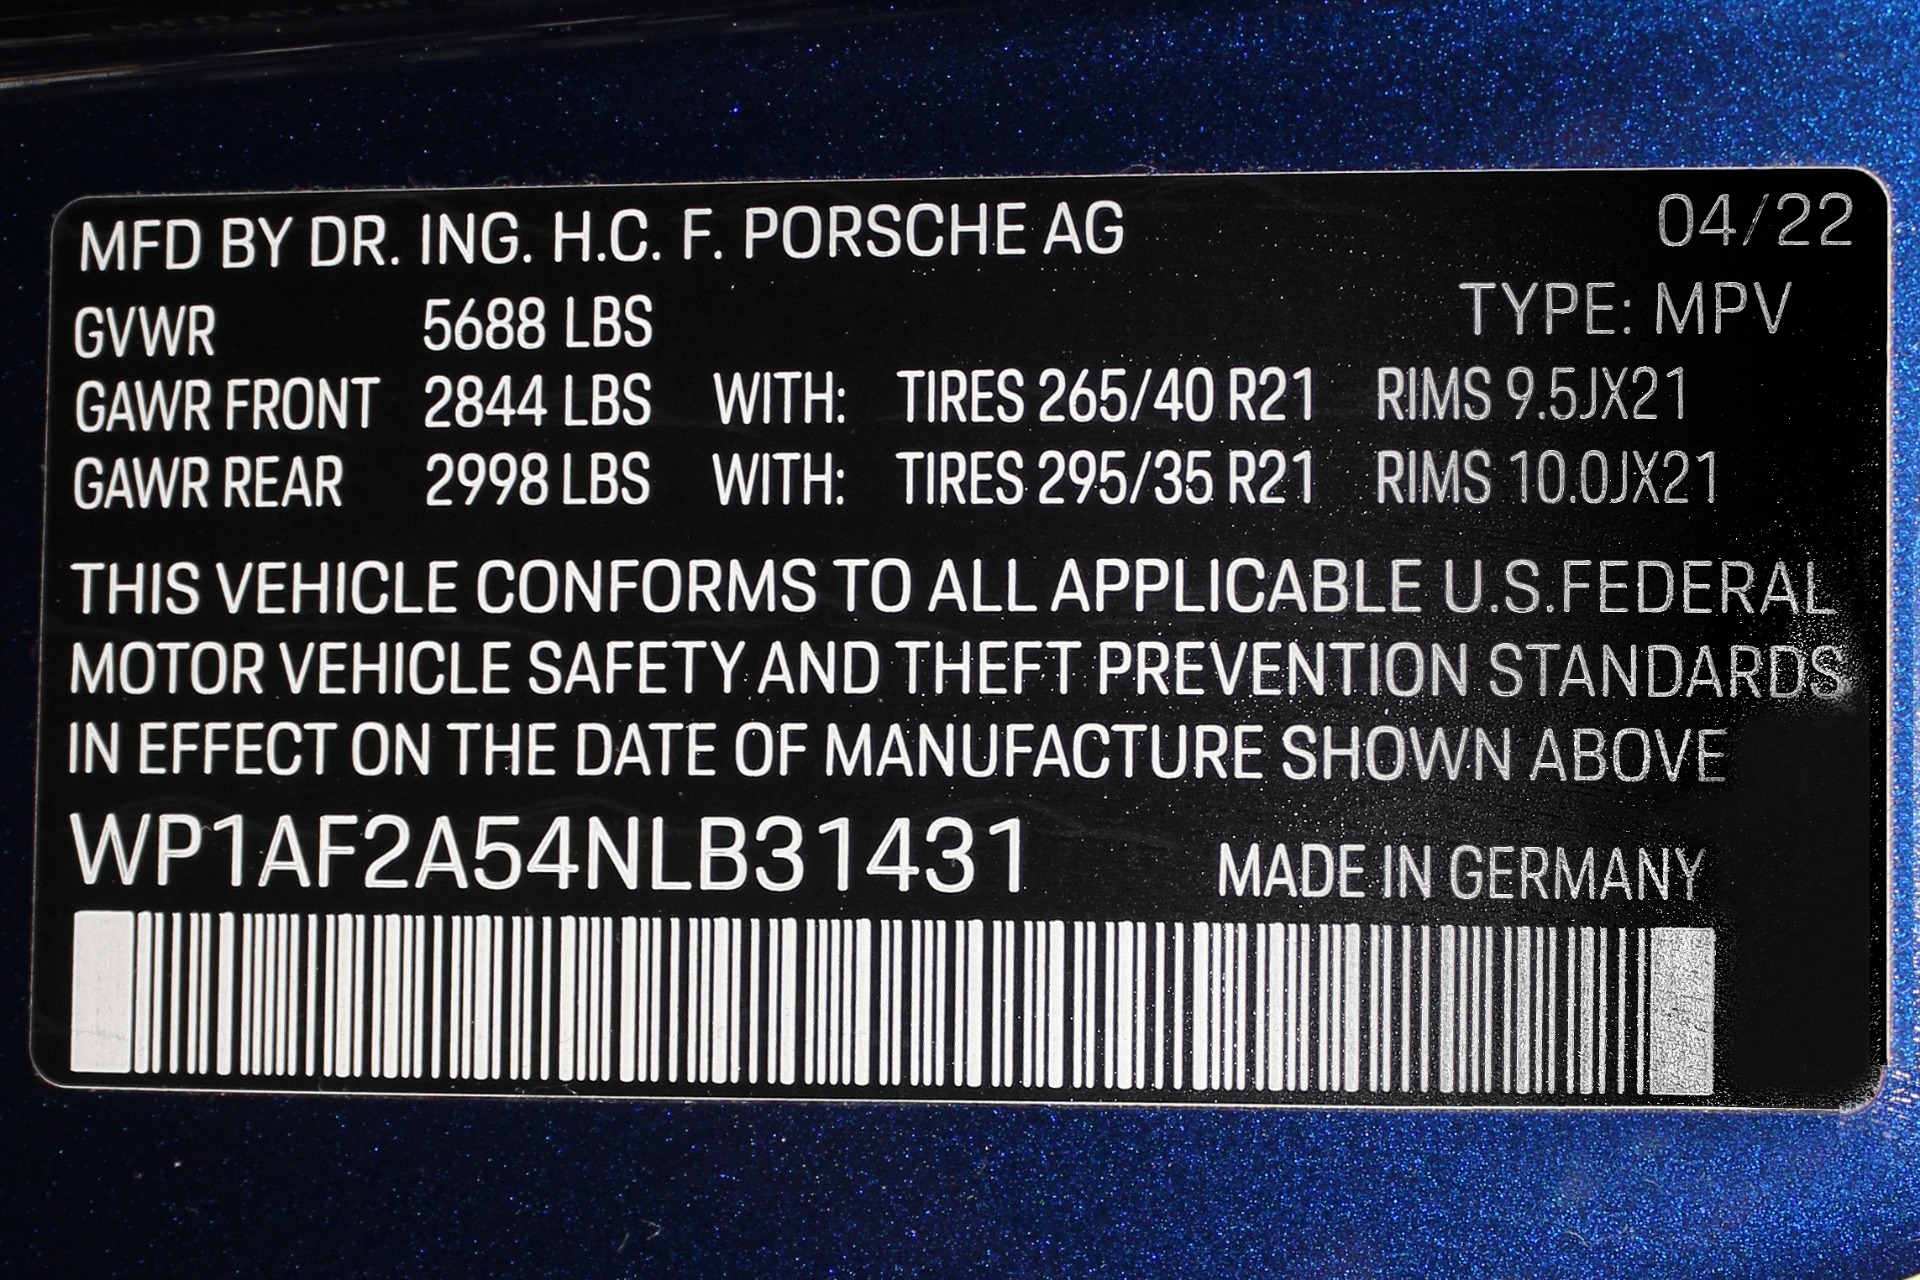 MFD BY DR. ING. H.C. F. PORSCHE AG 04/22
GVWR 5688 LBS TYPE: MPV
GAWR FRONT 2844 LBS WITH: TIRES 265/40 R21 RIMS 9.5JX21
GAWR REAR 2998 LBS WITH: TIRES 295/35 R21 RIMS 10.0JX21
THIS VEHICLE CONFORMS TO ALL APPLICABLE U.S.FEDERAL
MOTOR VEHICLE SAFETY AND THEFT PREVENTION STANDARDS
IN EFFECT ON THE DATE OF MANUFACTURE SHOWN ABOVE
WP1AF2A54NLB31431 MADE IN GERMANY